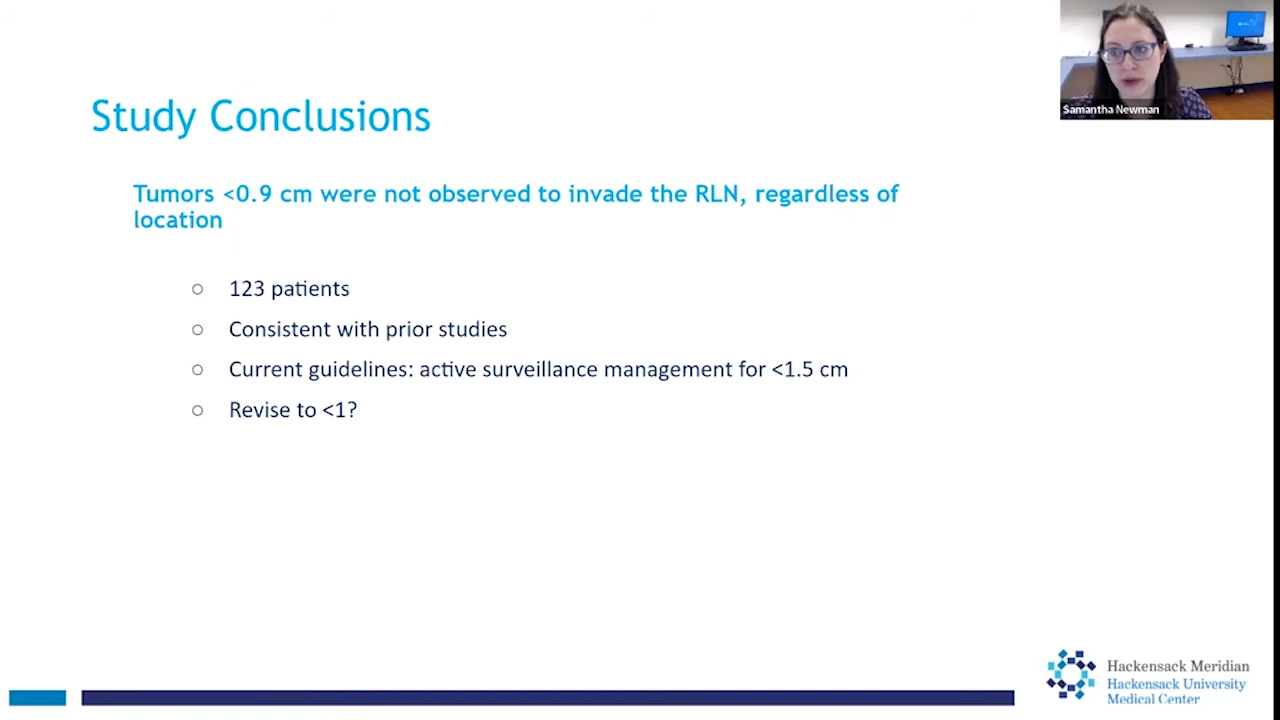 Samantha Newman
Study Conclusions
Tumors <0.9 cm were not observed to invade the RLN, regardless of
location
○ 123 patients
○ Consistent with prior studies
○ Current guidelines: active surveillance management for <1.5 cm
○ Revise to <1?
Hackensack Meridian
Hackensack University
Medical Center